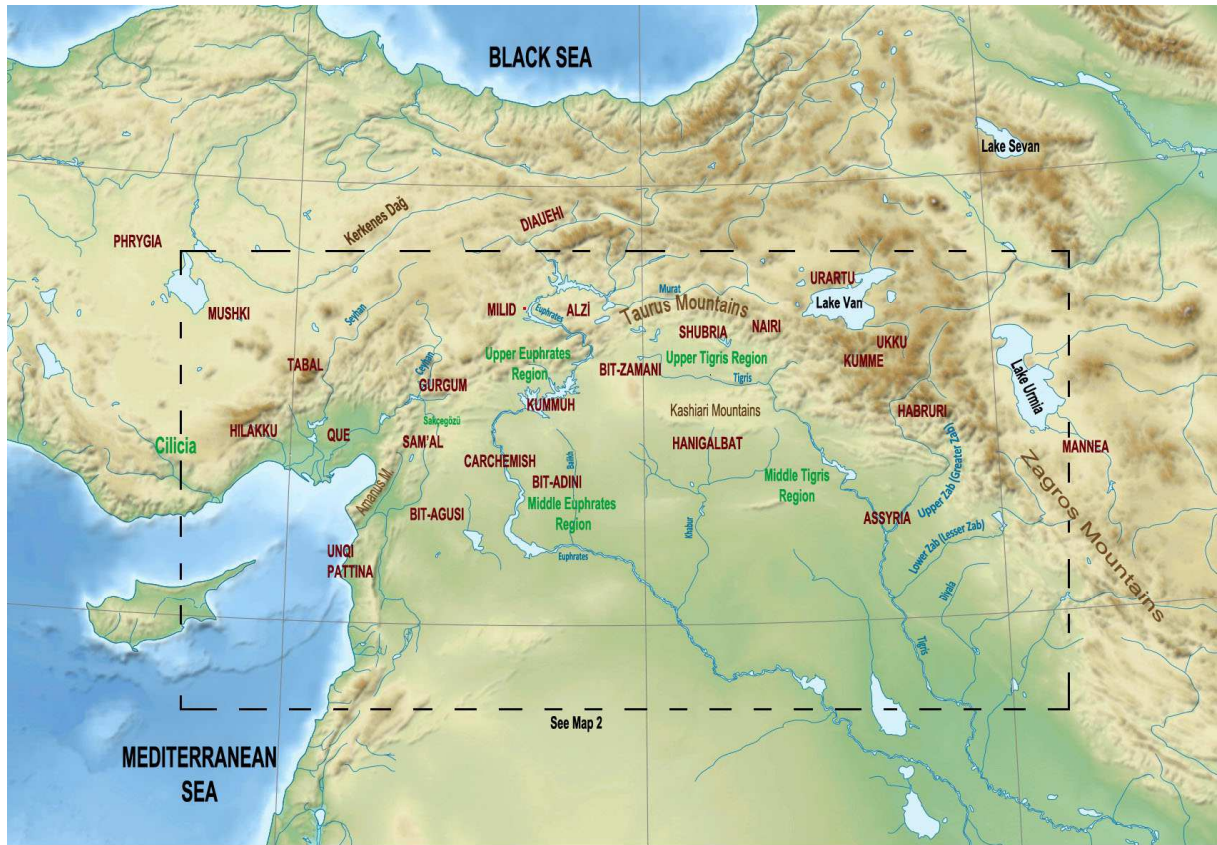 BLACK SEA
Lake Sevan
Kerkenes Dağ
DIAUEHI
PHRYGIA
URARTU
Lake Van
Murat
Taurus Mountains
MILID
Euphrates
ALZİ
MUSHKI
Seyhan
SHUBRIA
NAIRI
UKKU
KUMME
Upper Euphrates
Region
Upper Tigris Region
TABAL
Ceyhan
BIT-ZAMANI
Tigris
Lake Urmia
GURGUM
KUMMUH
Kashiari Mountains
HABRURI
Sakçegözü
HILAKKU
QUE
SAM'AL
HANIGALBAT
MANNEA
Cilicia
CARCHEMISH
Balikh
BIT-ADINI
Middle Tigris
Region
Upper Zab (Greater Zab)
Zagros Mountains
Amanus M.
BIT-AGUSI
Middle Euphrates
Region
ASSYRIA
Khabur
Lower Zab (Lesser Zab)
UNQI
PATTINA
Euphrates
Diyala
Tigris
See Map 2
MEDITERRANEAN
SEA